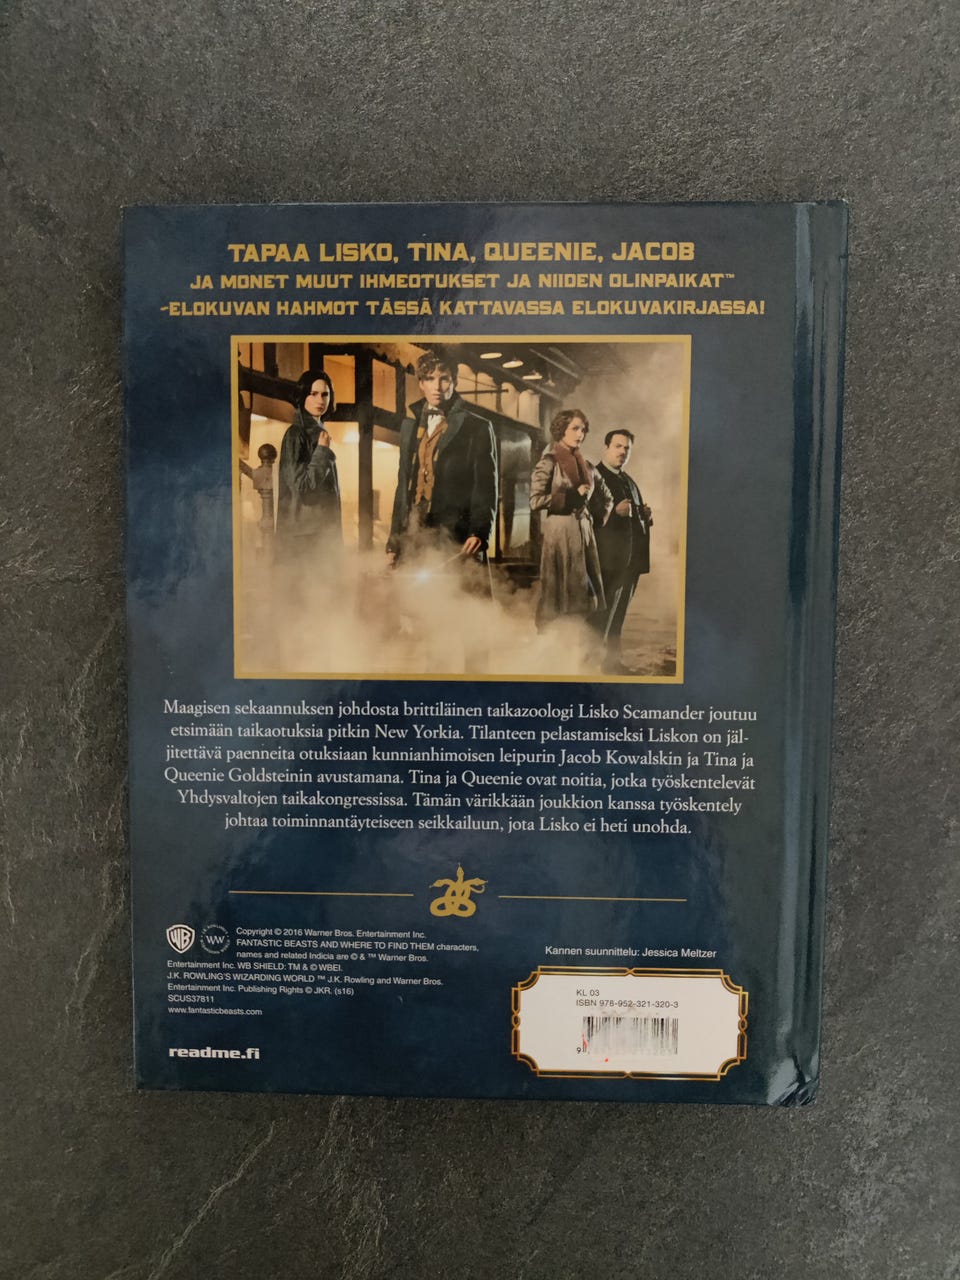 TAPAA LISKO, TINA, QUEENIE, JACOB
JA MONET MUUT IHMEOTUKSET JA NIIDEN OLINPAIKAT™
-ELOKUVAN HAHMOT TÄSSÄ KATTAVASSA ELOKUVAKIRJASSA!
Maagisen sekaannuksen johdosta brittiläinen taikazoologi Lisko Scamander joutuu
etsimään taikaotuksia pitkin New Yorkia. Tilanteen pelastamiseksi Liskon on jäl-
jitettävä paenneita otuksiaan kunnianhimoisen leipurin Jacob Kowalskin ja Tina ja
Queenie Goldsteinin avustamana. Tina ja Queenie ovat noitia, jotka työskentelevät
Yhdysvaltojen taikakongressissa. Tämän värikkään joukkion kanssa työskentely
johtaa toiminnantäyteiseen seikkailuun, jota Lisko ei heti unohda.
WB
WW
Copyright © 2016 Warner Bros. Entertainment Inc.
FANTASTIC BEASTS AND WHERE TO FIND THEM characters,
names and related indicia are © & ™ Warner Bros.
Entertainment Inc. WB SHIELD: TM & © WBEI.
J.K. ROWLING'S WIZARDING WORLD ™ J.K. Rowling and Warner Bros.
Entertainment Inc. Publishing Rights © JKR. (s16)
SCUS37811
www.fantasticbeasts.com
readme.fi
Kannen suunnittelu: Jessica Meltzer
KL 03
ISBN 978-952-321-320-3